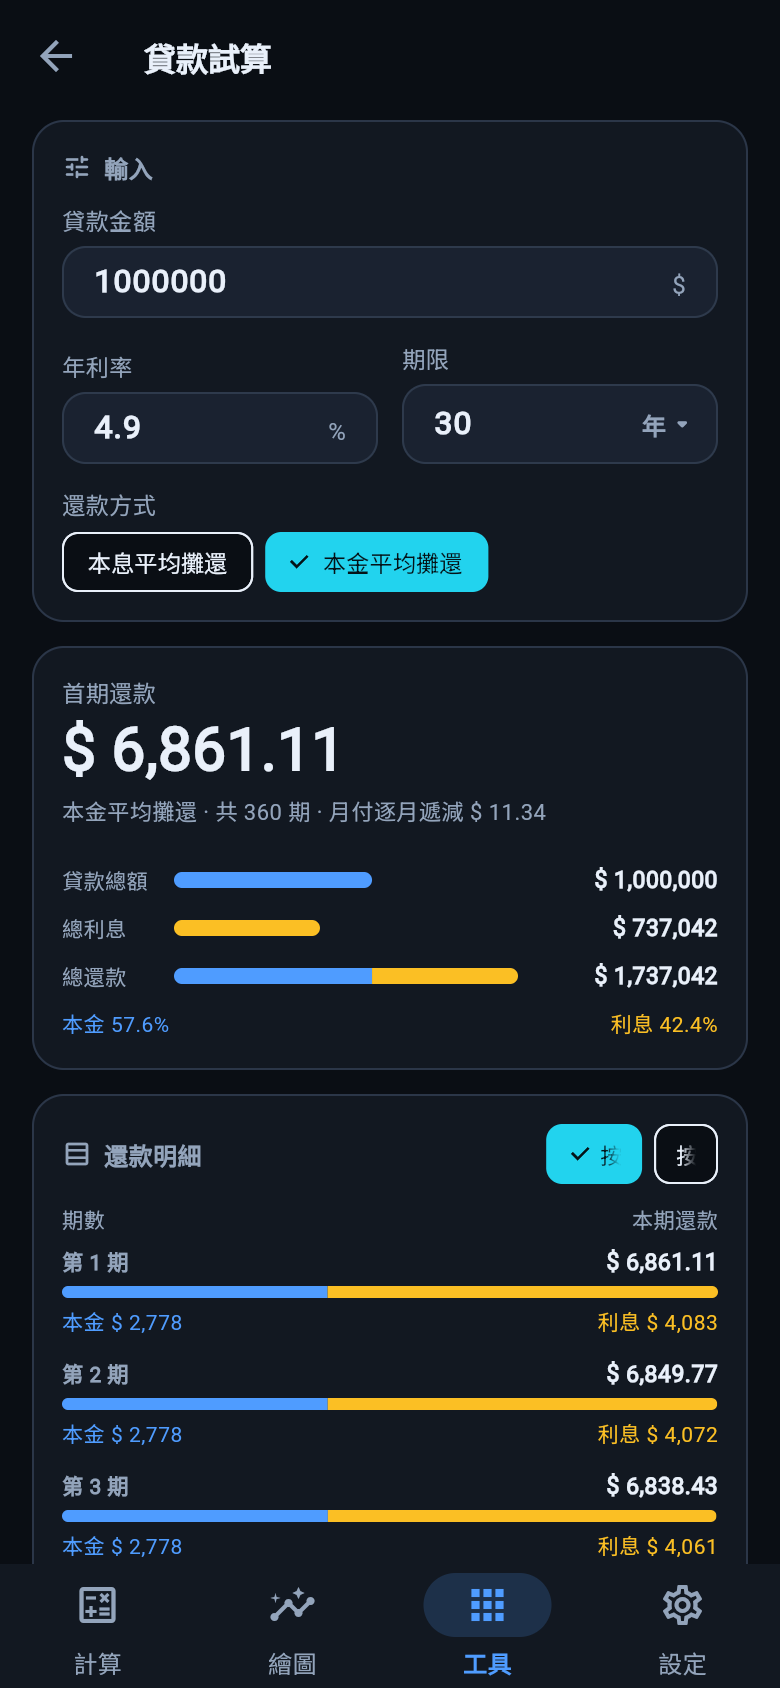 貸款試算
輸入
貸款金額
1000000 $
年利率 期限
4.9 % 30 年
還款方式
本息平均攤還 本金平均攤還
首期還款
$ 6,861.11
本金平均攤還 · 共 360 期 · 月付逐月遞減 $ 11.34
貸款總額 $ 1,000,000
總利息 $ 737,042
總還款 $ 1,737,042
本金 57.6% 利息 42.4%
還款明細 按 按
期數 本期還款
第 1 期 $ 6,861.11
本金 $ 2,778 利息 $ 4,083
第 2 期 $ 6,849.77
本金 $ 2,778 利息 $ 4,072
第 3 期 $ 6,838.43
本金 $ 2,778 利息 $ 4,061
計算 繪圖 工具 設定